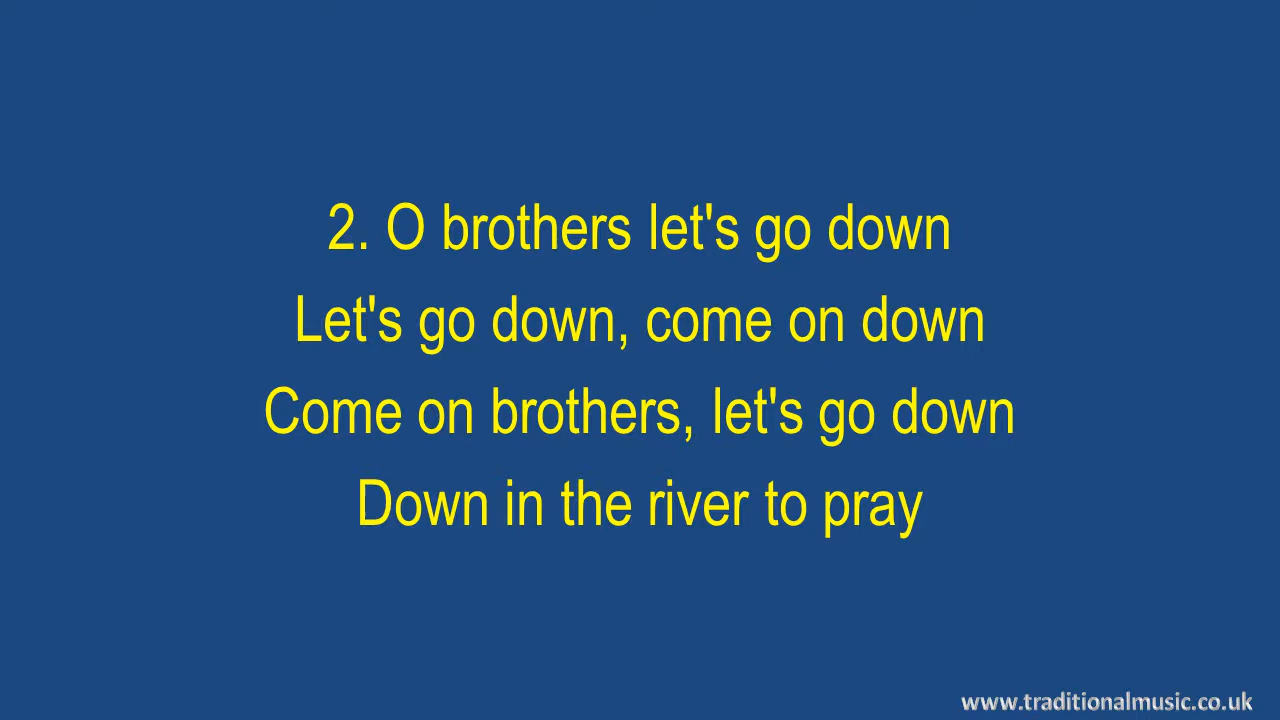 2. O brothers let's go down
Let's go down, come on down
Come on brothers, let's go down
Down in the river to pray
www.traditionalmusic.co.uk